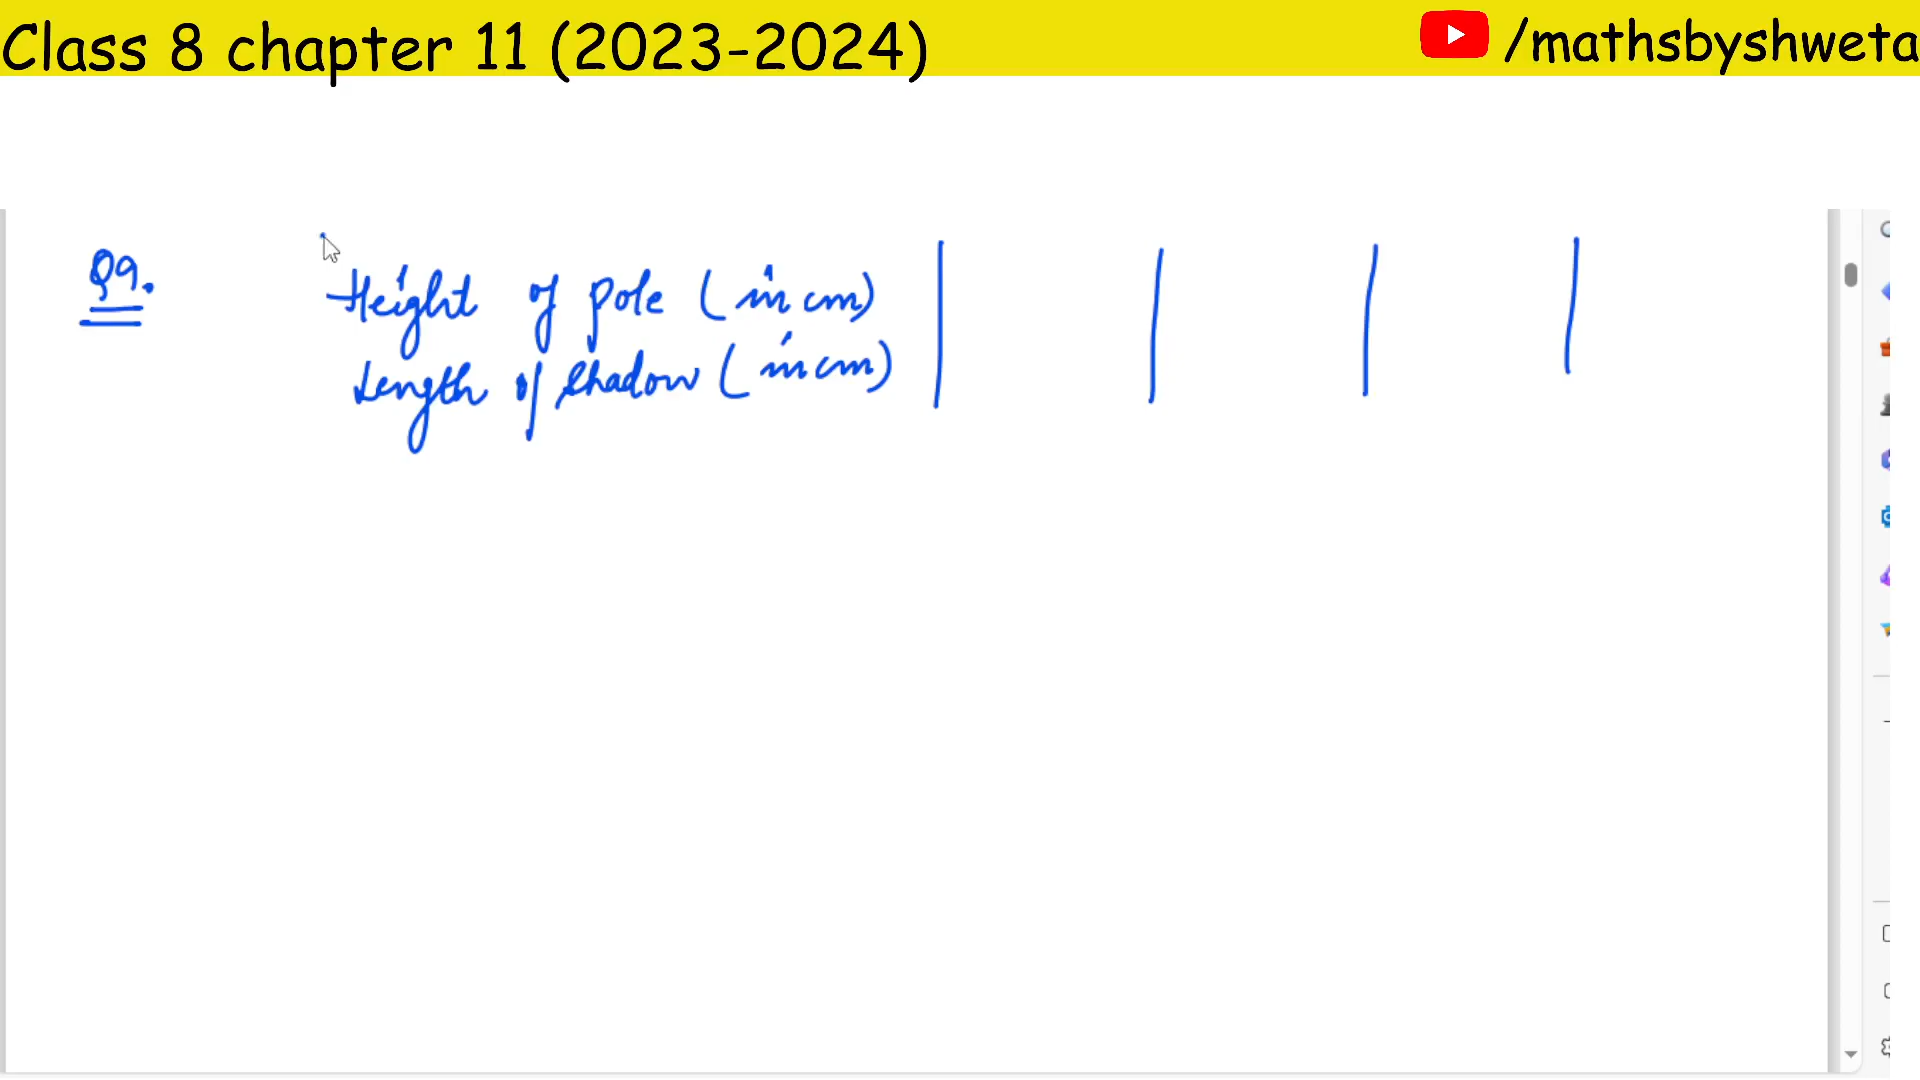 Class 8 chapter 11 (2023-2024)
/mathsbyshweta
Q9.
Height of pole (in cm)
Length of shadow (in cm)